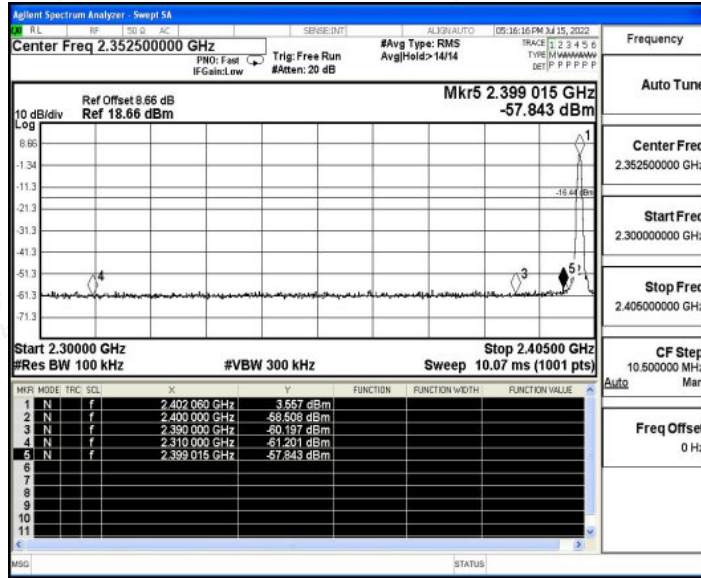 Agilent Spectrum Analyzer - Swept SA
RL RF 50 Ω AC SENSE:INT ALIGNAUTO 05:16:16 PM Jul 15, 2022
Center Freq 2.352500000 GHz #Avg Type: RMS TRACE 1 2 3 4 5 6 Frequency
PNO: Fast Trig: Free Run Avg|Hold:>14/14 TYPE
IFGain:Low #Atten: 20 dB DET P P P P P P
Auto Tune
Mkr5 2.399 015 GHz
Ref Offset 8.66 dB
10 dB/div Ref 18.66 dBm -57.843 dBm
Log
1
8.66
Center Freq
2.352500000 GHz
-1.34
-11.3
-16.44 dBm
-21.3
Start Freq
2.300000000 GHz
-31.3
-41.3
Stop Freq
2.405000000 GHz
-51.3
4 3 5
-61.3
-71.3
Start 2.30000 GHz Stop 2.40500 GHz
#Res BW 100 kHz #VBW 300 kHz Sweep 10.07 ms (1001 pts)
CF Step
10.500000 MHz
Auto Man
MKR MODE TRC SCL X Y FUNCTION FUNCTION WIDTH FUNCTION VALUE
1 N f 2.402 060 GHz 3.557 dBm
2 N f 2.400 000 GHz -58.508 dBm
3 N f 2.390 000 GHz -60.197 dBm
4 N f 2.310 000 GHz -61.201 dBm
5 N f 2.399 015 GHz -57.843 dBm
6
7
8
9
10
11
Freq Offset
0 Hz
MSG STATUS